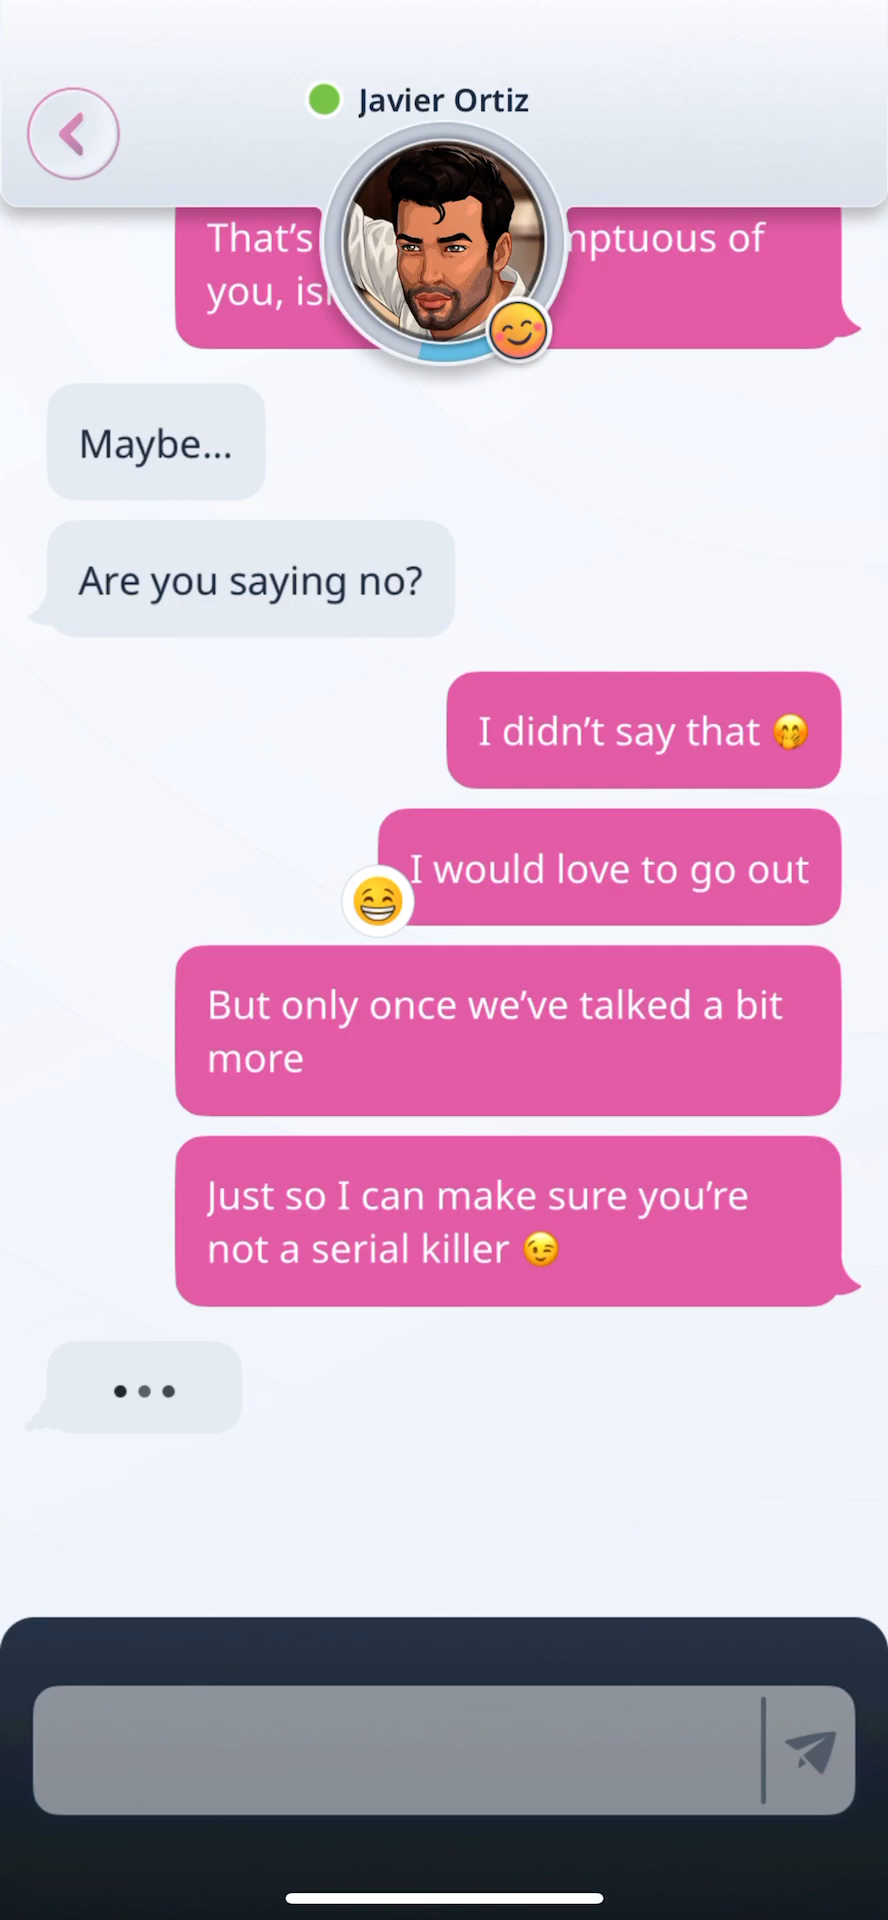 Javier Ortiz
That's mptuous of
you, is
Maybe...
Are you saying no?
I didn't say that 🤭
I would love to go out
😁
But only once we've talked a bit
more
Just so I can make sure you're
not a serial killer 😉